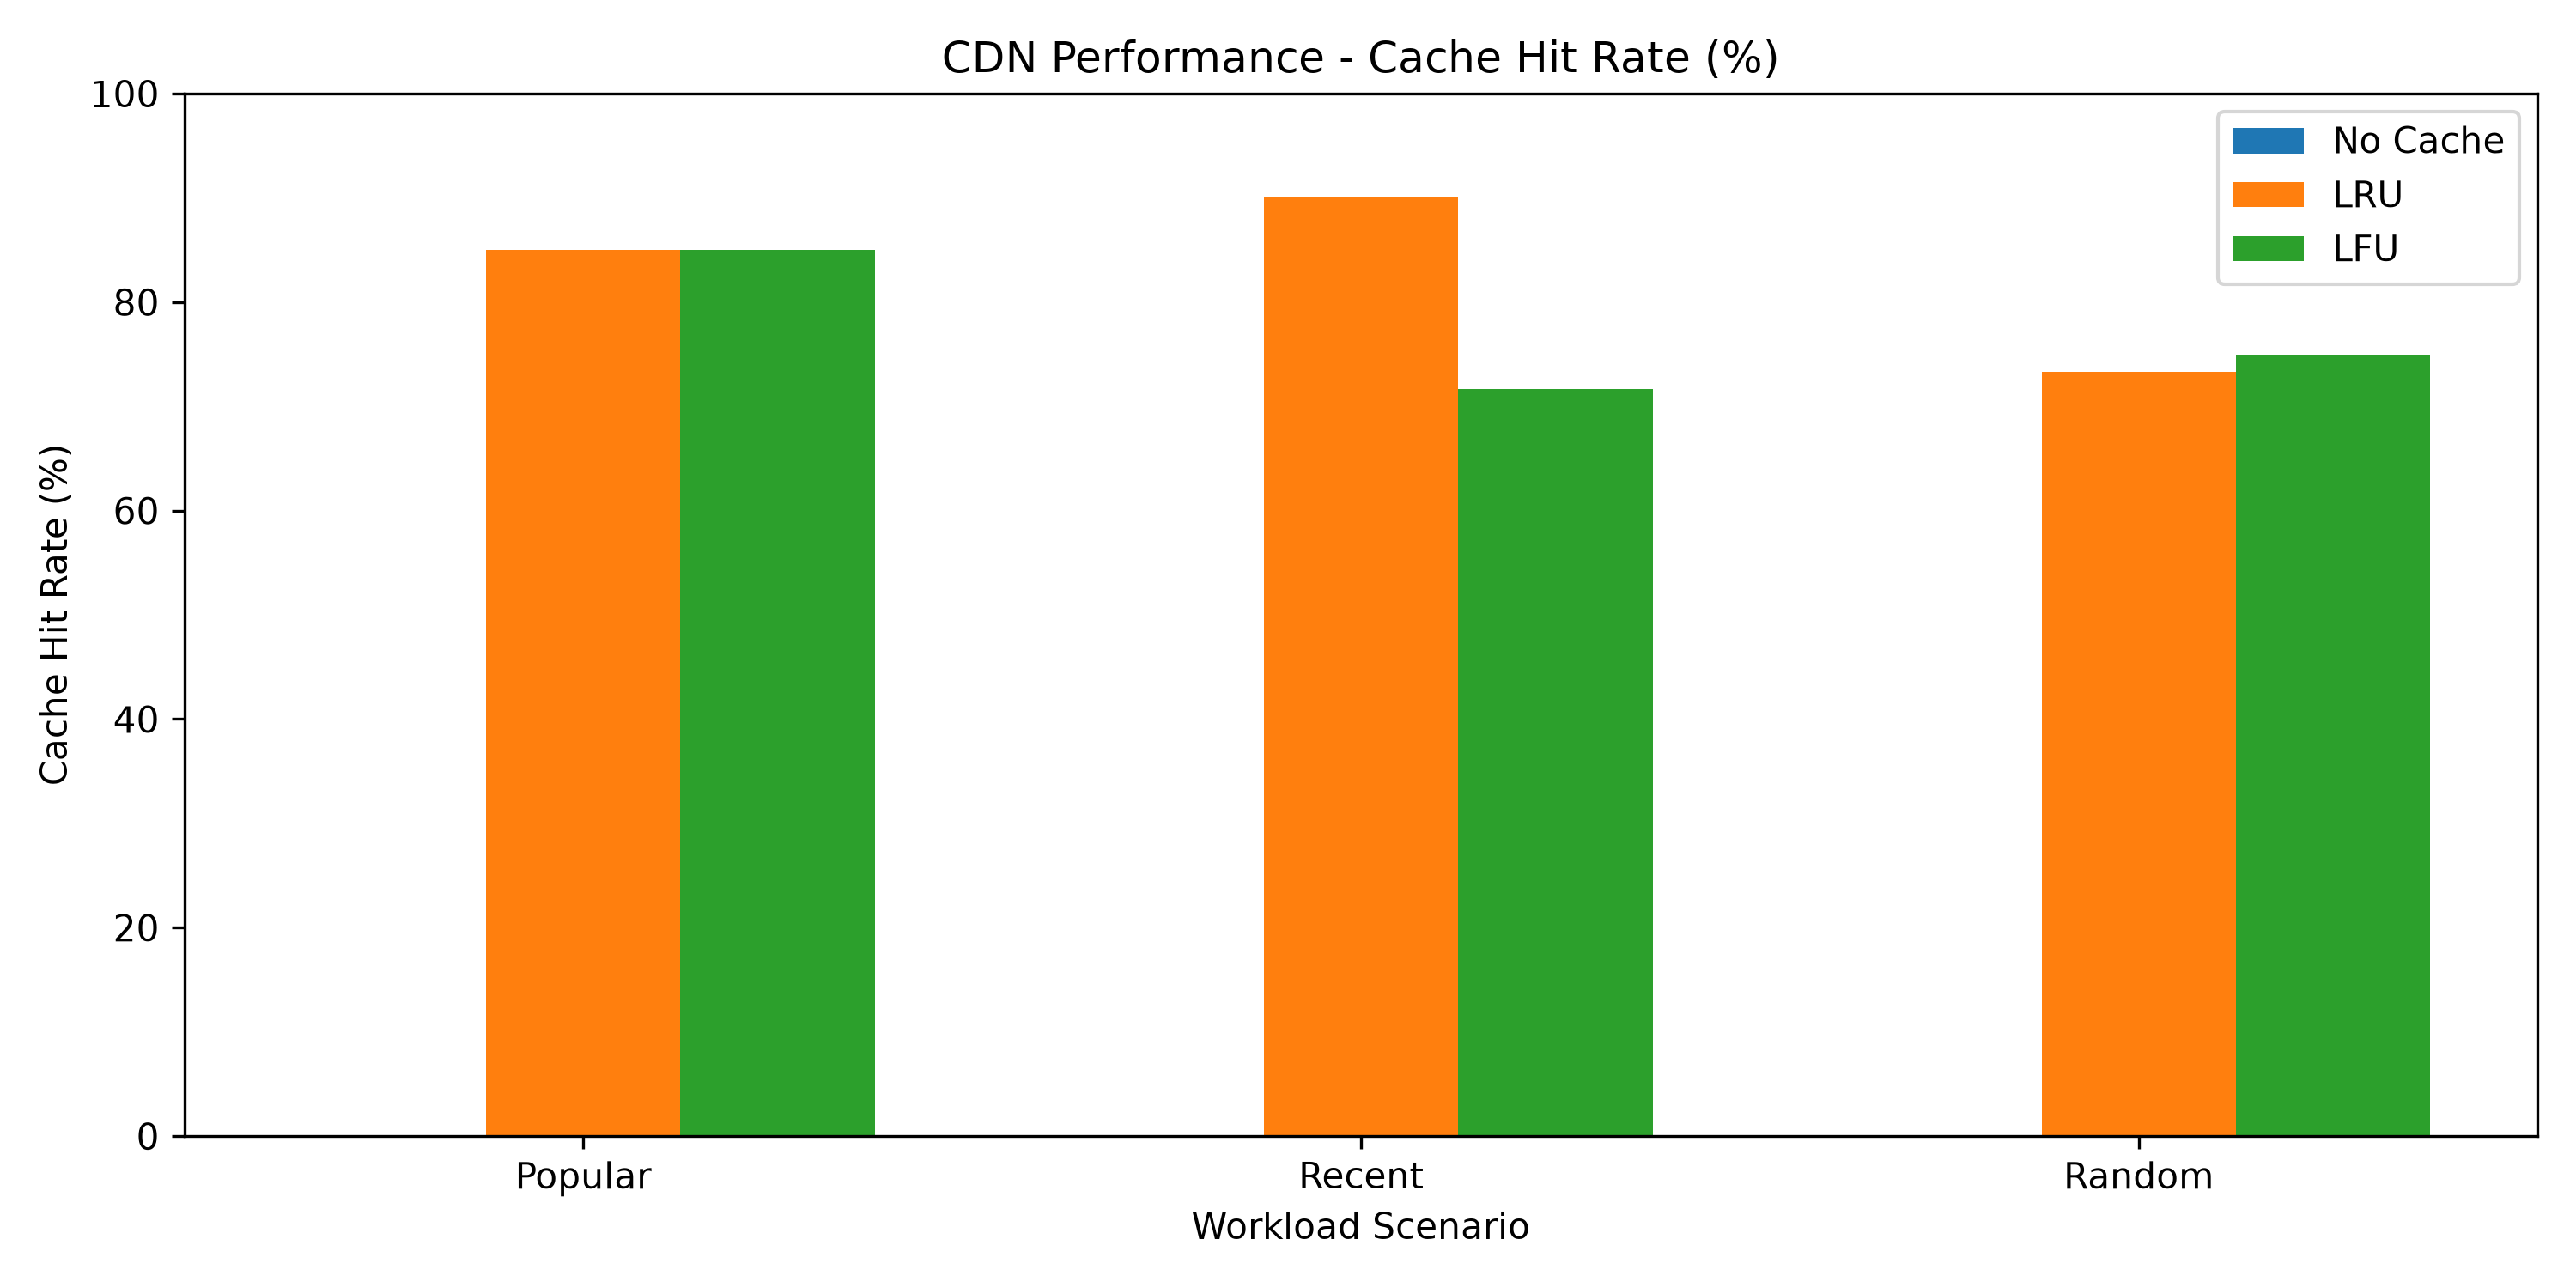 CDN Performance - Cache Hit Rate (%)
No Cache
LRU
LFU
Cache Hit Rate (%)
100
80
60
40
20
0
Popular
Recent
Random
Workload Scenario